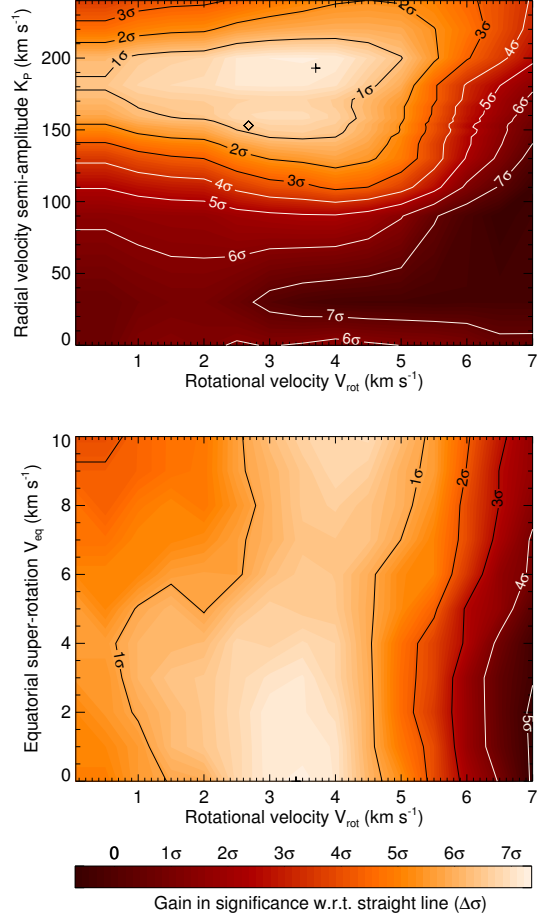 3σ
2σ
2σ
3σ
4σ
1σ
1σ
5σ
6σ
7σ
2σ
3σ
4σ
5σ
6σ
7σ
6σ
200
150
100
50
0
Radial velocity semi-amplitude K_P (km s⁻¹)
1 2 3 4 5 6 7
Rotational velocity V_rot (km s⁻¹)
10
8
6
4
2
0
Equatorial super-rotation V_eq (km s⁻¹)
1σ
2σ
3σ
4σ
1σ
5σ
1 2 3 4 5 6 7
Rotational velocity V_rot (km s⁻¹)
0 1σ 2σ 3σ 4σ 5σ 6σ 7σ
Gain in significance w.r.t. straight line (Δσ)